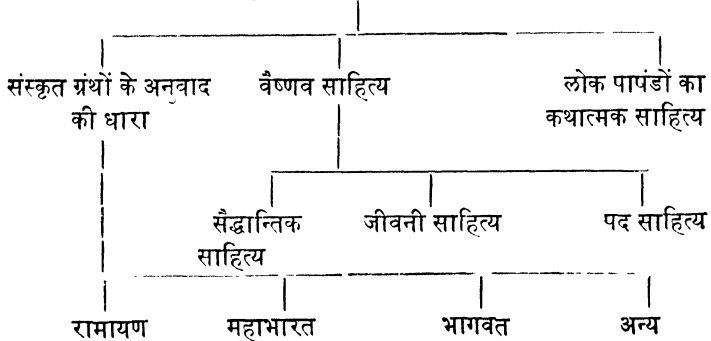 संस्कृत ग्रंथों के अनुवाद वैष्णव साहित्य लोक पापंडों का
की धारा कथात्मक साहित्य
सैद्धान्तिक जीवनी साहित्य पद साहित्य
साहित्य
रामायण महाभारत भागवत अन्य